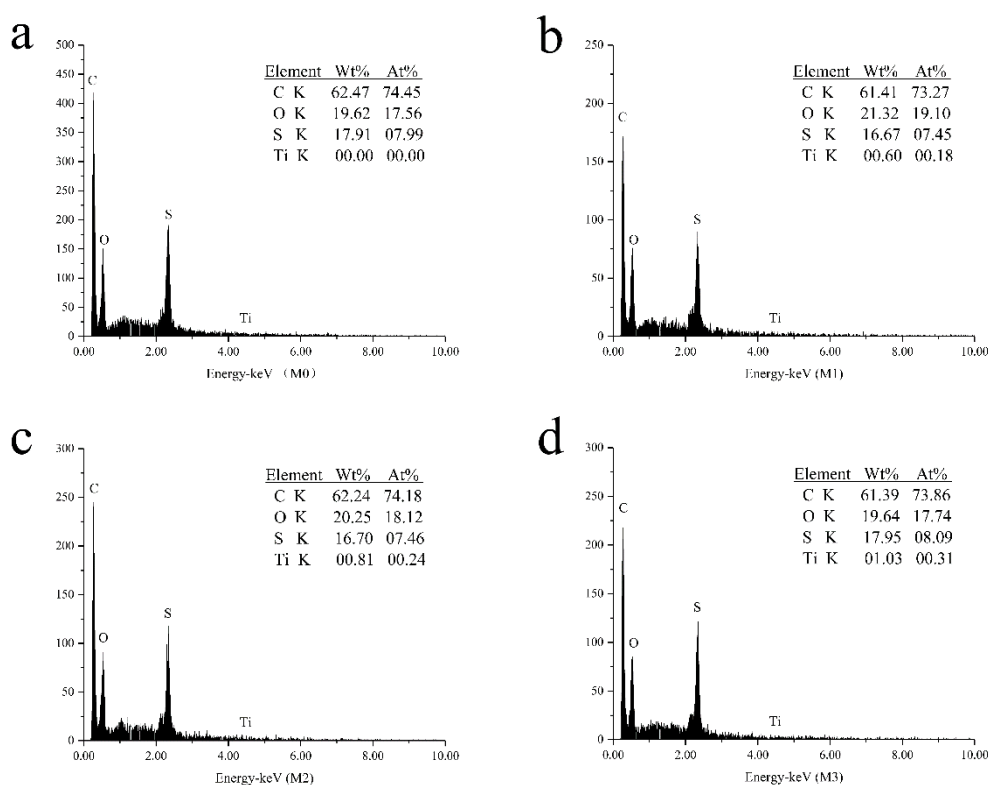 a
500
450
400
350
300
250
200
150
100
50
0
C
O
S
Ti
Element Wt% At%
C K 62.47 74.45
O K 19.62 17.56
S K 17.91 07.99
Ti K 00.00 00.00
0.00 2.00 4.00 6.00 8.00 10.00
Energy-keV （M0）
b
250
200
150
100
50
0
C
O
S
Ti
Element Wt% At%
C K 61.41 73.27
O K 21.32 19.10
S K 16.67 07.45
Ti K 00.60 00.18
0.00 2.00 4.00 6.00 8.00 10.00
Energy-keV (M1)
c
300
250
200
150
100
50
0
C
O
S
Ti
Element Wt% At%
C K 62.24 74.18
O K 20.25 18.12
S K 16.70 07.46
Ti K 00.81 00.24
0.00 2.00 4.00 6.00 8.00 10.00
Energy-keV (M2)
d
300
250
200
150
100
50
0
C
O
S
Ti
Element Wt% At%
C K 61.39 73.86
O K 19.64 17.74
S K 17.95 08.09
Ti K 01.03 00.31
0.00 2.00 4.00 6.00 8.00 10.00
Energy-keV (M3)